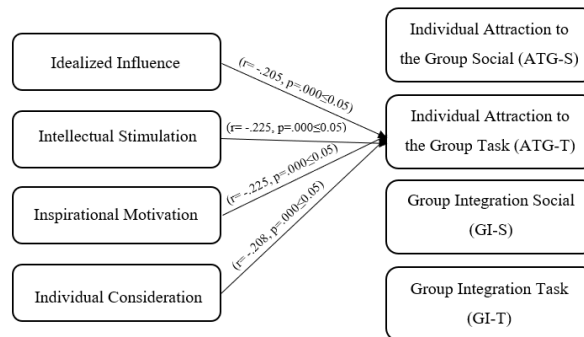 Idealized Influence
Intellectual Stimulation
Inspirational Motivation
Individual Consideration
(r= -.205, p=.000≤0.05)
(r= -.225, p=.000≤0.05)
(r= -,225, p=.000≤0.05)
(r= -.208, p=.000≤0.05)
Individual Attraction to
the Group Social (ATG-S)
Individual Attraction to
the Group Task (ATG-T)
Group Integration Social
(GI-S)
Group Integration Task
(GI-T)